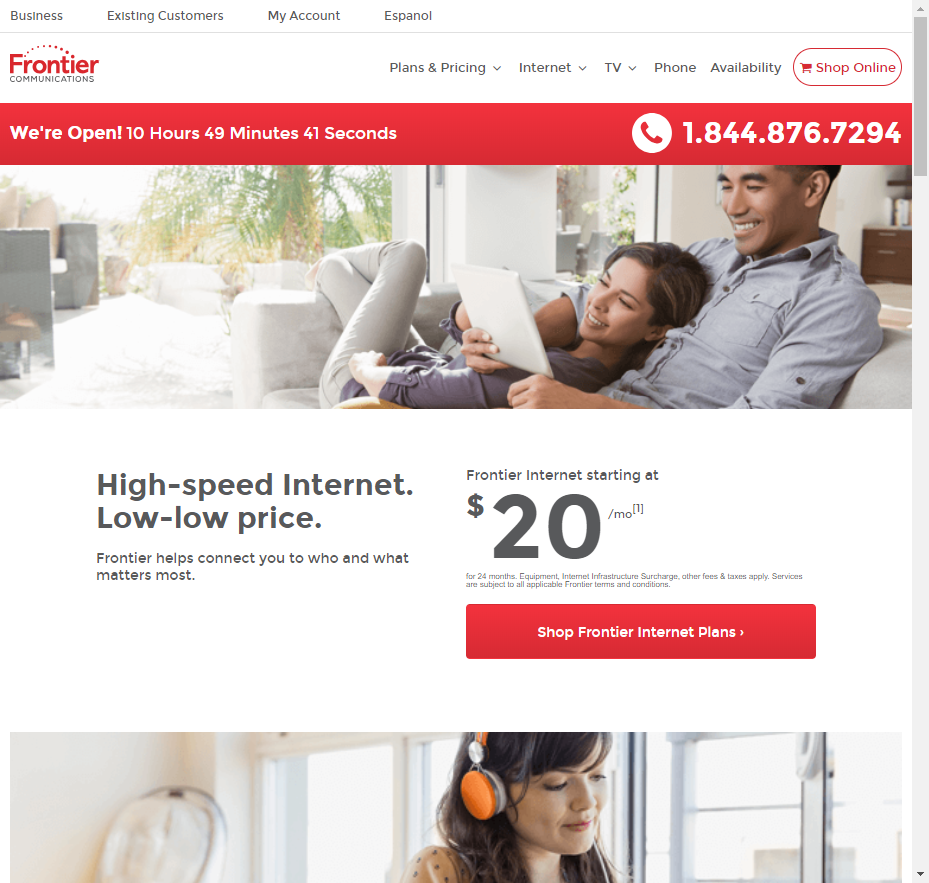 Business Existing Customers My Account Espanol
Frontier
COMMUNICATIONS
Plans & Pricing Internet TV Phone Availability Shop Online
We're Open! 10 Hours 49 Minutes 41 Seconds 1.844.876.7294
High-speed Internet.
Low-low price.
Frontier helps connect you to who and what
matters most.
Frontier Internet starting at
$20 /mo[1]
for 24 months. Equipment, Internet Infrastructure Surcharge, other fees & taxes apply. Services
are subject to all applicable Frontier terms and conditions.
Shop Frontier Internet Plans ›